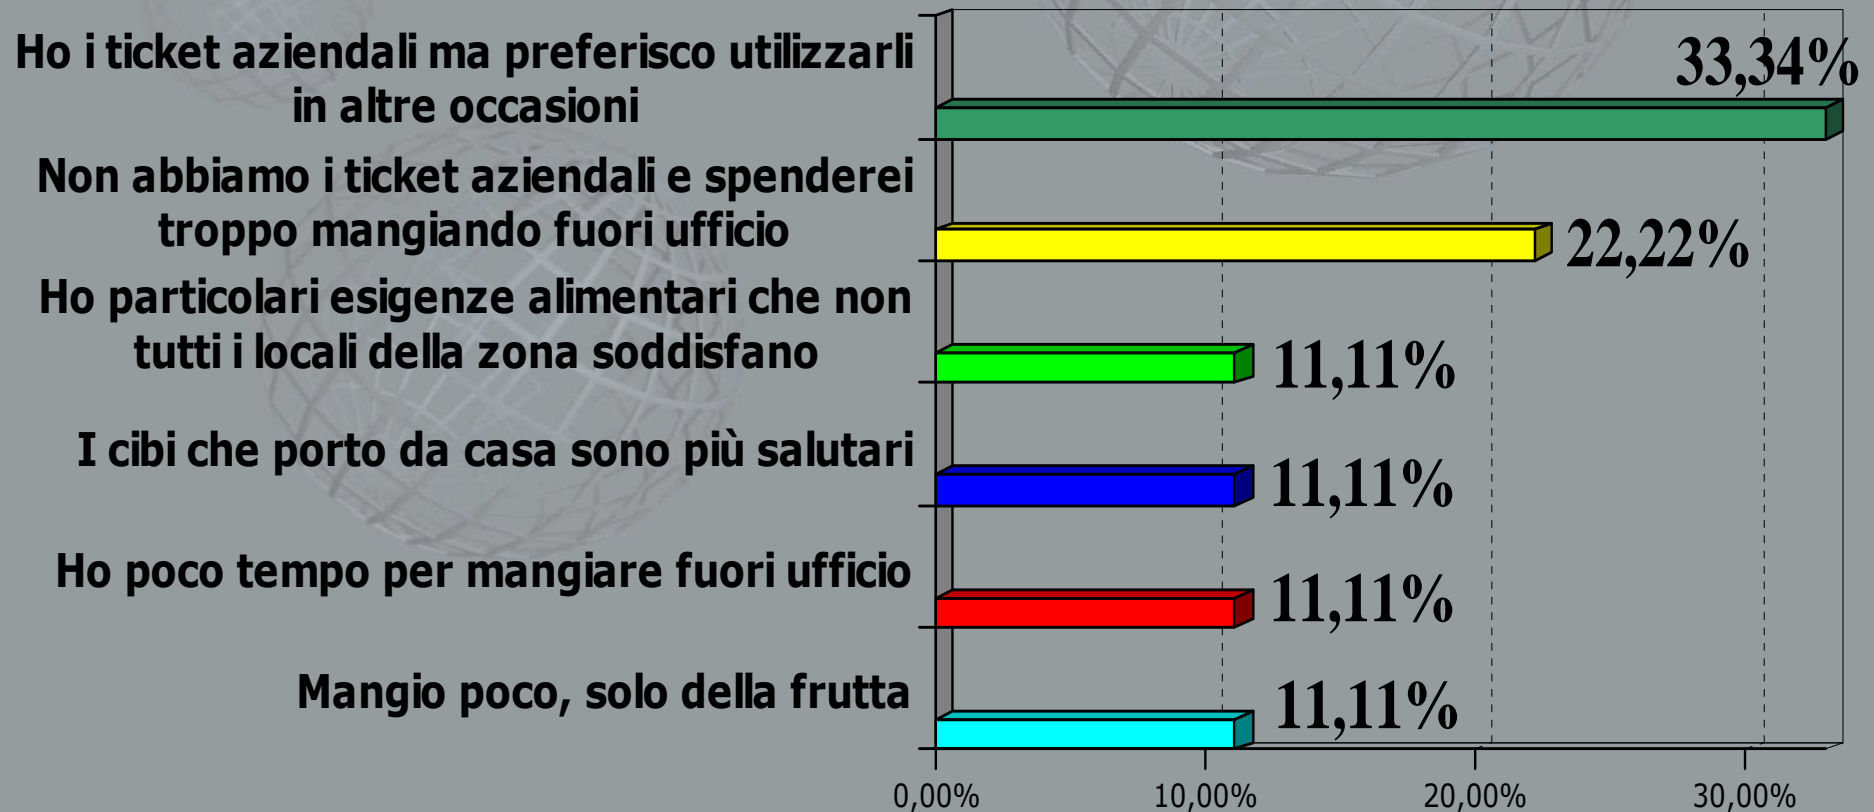 Ho i ticket aziendali ma preferisco utilizzarli
in altre occasioni
33,34%
Non abbiamo i ticket aziendali e spenderei
troppo mangiando fuori ufficio
22,22%
Ho particolari esigenze alimentari che non
tutti i locali della zona soddisfano
11,11%
I cibi che porto da casa sono più salutari
11,11%
Ho poco tempo per mangiare fuori ufficio
11,11%
Mangio poco, solo della frutta
11,11%
0,00% 10,00% 20,00% 30,00%